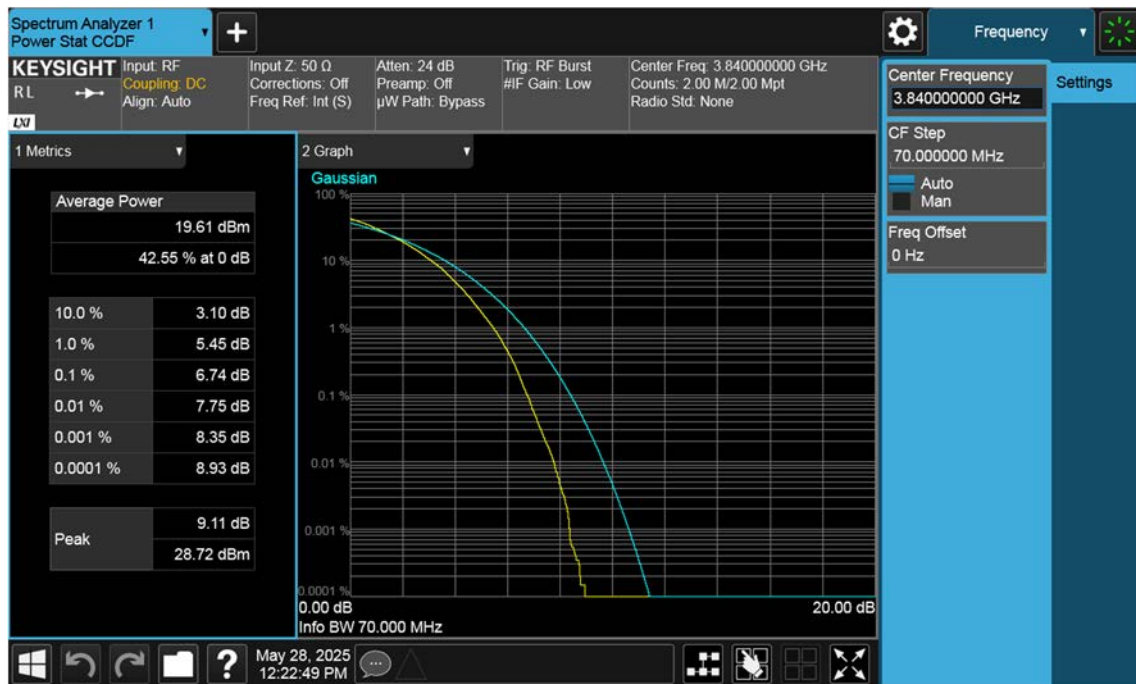 Spectrum Analyzer 1
Power Stat CCDF
+
Frequency
KEYSIGHT
RL
LXI
Input: RF
Coupling: DC
Align: Auto
Input Z: 50 Ω
Corrections: Off
Freq Ref: Int (S)
Atten: 24 dB
Preamp: Off
µW Path: Bypass
Trig: RF Burst
#IF Gain: Low
Center Freq: 3.840000000 GHz
Counts: 2.00 M/2.00 Mpt
Radio Std: None
Center Frequency
3.840000000 GHz
Settings
CF Step
70.000000 MHz
Auto
Man
Freq Offset
0 Hz
1 Metrics
Average Power
19.61 dBm
42.55 % at 0 dB
10.0 % 3.10 dB
1.0 % 5.45 dB
0.1 % 6.74 dB
0.01 % 7.75 dB
0.001 % 8.35 dB
0.0001 % 8.93 dB
Peak
9.11 dB
28.72 dBm
2 Graph
Gaussian
100 %
10 %
1 %
0.1 %
0.01 %
0.001 %
0.0001 %
0.00 dB 20.00 dB
Info BW 70.000 MHz
?
May 28, 2025
12:22:49 PM